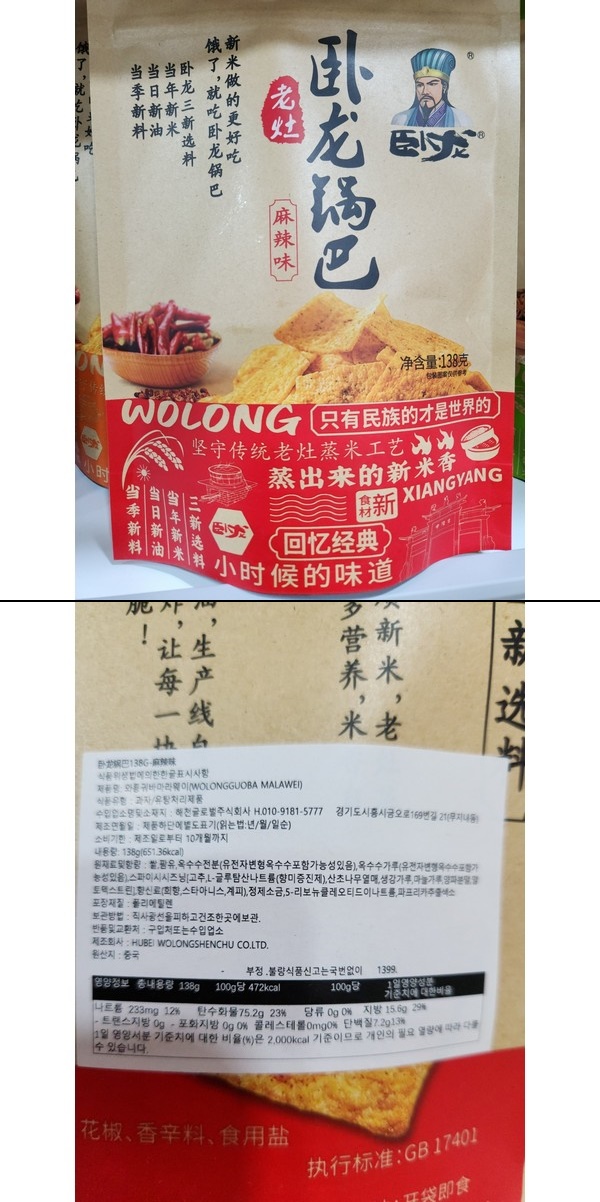 新米做的更好吃
饿了，就吃卧龙锅巴
卧龙三新选料
当年新米
当日新油
当季新料
老灶
卧龙锅巴
麻辣味
卧龙
®
®
净含量:138克
包装图案仅供参考
WOLONG
只有民族的才是世界的
坚守传统老灶蒸米工艺
蒸出来的新米香
食材新
XIANGYANG
三新选料
当年新米
当日新油
当季新料
卧龙
回忆经典
小时候的味道
新选料
新米，老
多营养，米
油，生产线自
炸，让每一块
脆！
卧龙锅巴138G-麻辣味
식품위생법에의한한글표시사항
제품명: 와룽궈바마라웨이(WOLONGGUOBA MALAWEI)
식품유형 : 과자/유탕처리제품
수입업소명및소재지 : 해천글로벌주식회사 H.010-9181-5777 경기도시흥시금오로169번길 21(무지내동)
제조연월일 : 제품하단에별도표기(읽는법:년/월/일순)
소비기한 : 제조일로부터 10개월까지
내용량: 138g(651.36kcal)
원재료및함량 : 쌀,팜유,옥수수전분(유전자변형옥수수포함가능성있음),옥수수가루(유전자변형옥수수포함가
능성있음),스파이시시즈닝[고추,L-글루탐산나트륨(향미증진제),산초나무열매,생강가루,마늘가루,양파분말,말
토덱스트린],향신료(회향,스타아니스,계피),정제소금,5-리보뉴클레오티드이나트륨,파프리카추출색소
포장재질 : 폴리에틸렌
보관방법 : 직사광선을피하고건조한곳에보관.
반품및교환처 : 구입처또는수입업소
제조회사 : HUBEI WOLONGSHENCHU CO.LTD.
원산지 : 중국
- 부정.불량식품신고는국번없이 1399.
영양정보 총내용량 138g 100g당 472kcal 100g당 1일영양성분
기준치에대한비율
나트륨 233mg 12% 탄수화물75.2g 23% 당류 0g 0% 지방 15.6g 29%
- 트랜스지방 0g - 포화지방 0g 0% 콜레스테롤0mg0% 단백질7.2g13%
1일 영양성분 기준치에 대한 비율(%)은 2,000kcal 기준이므로 개인의 필요 열량에 따라 다를
수 있습니다.
花椒、香辛料、食用盐
执行标准:GB 17401
开袋即食